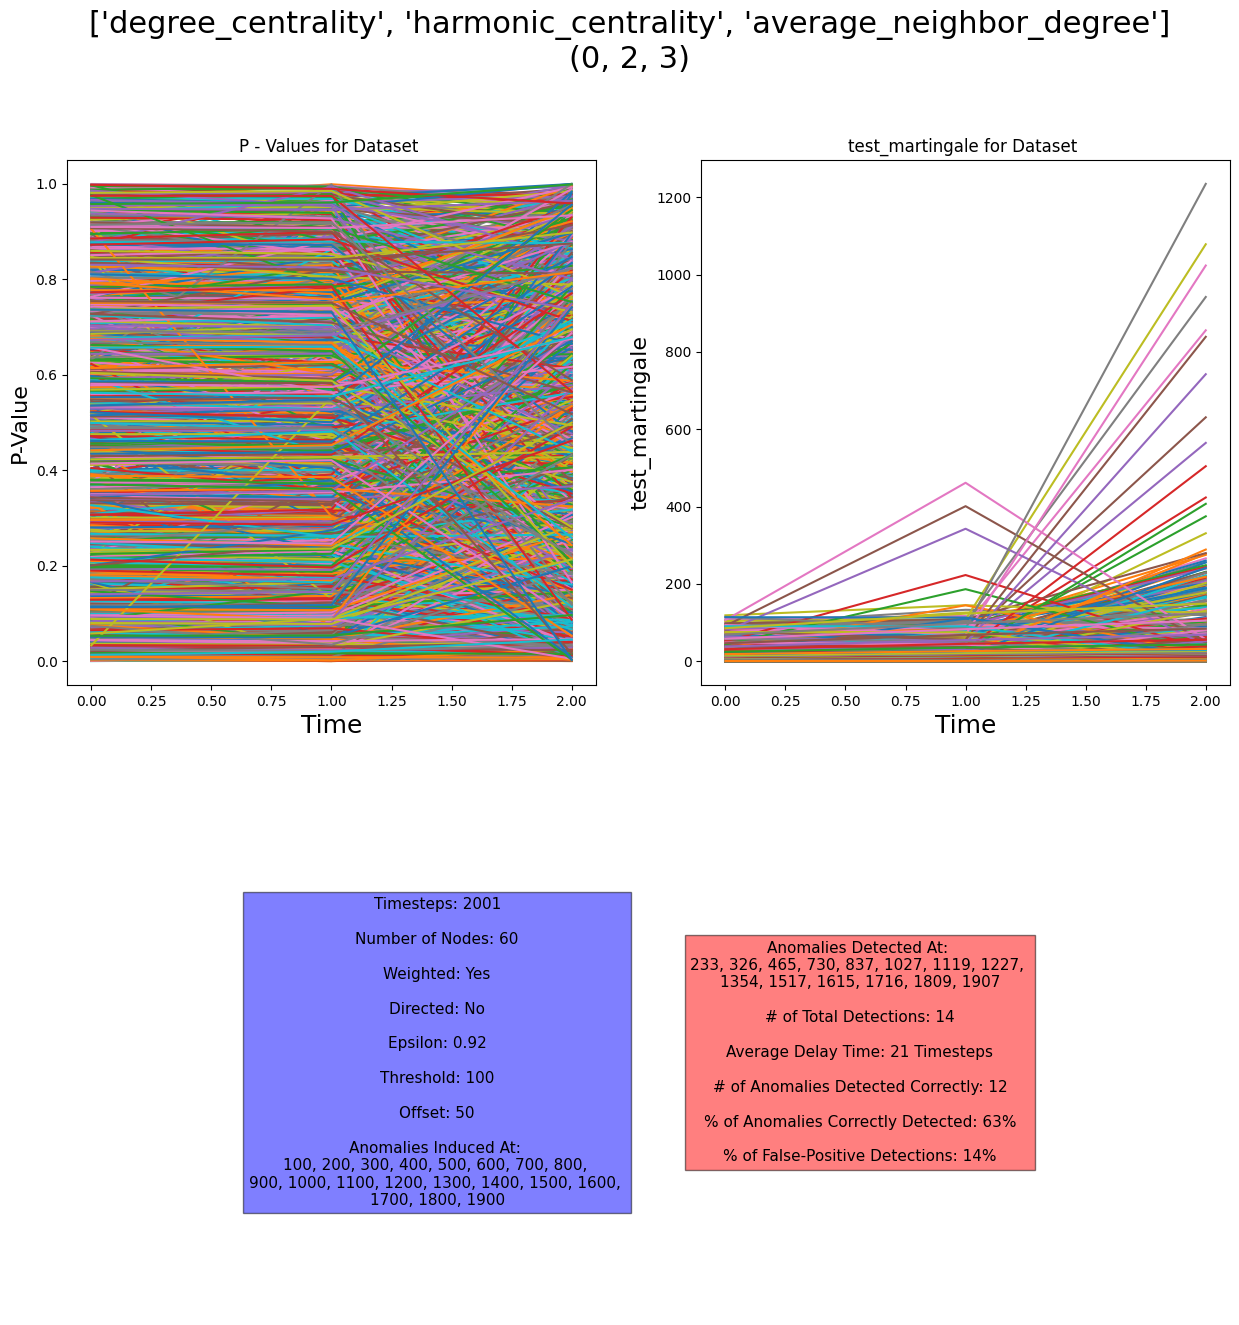 ['degree_centrality', 'harmonic_centrality', 'average_neighbor_degree']
(0, 2, 3)
P - Values for Dataset
1.0
0.8
0.6
0.4
0.2
0.0
P-Value
0.00 0.25 0.50 0.75 1.00 1.25 1.50 1.75 2.00
Time
test_martingale for Dataset
1200
1000
800
600
400
200
0
test_martingale
0.00 0.25 0.50 0.75 1.00 1.25 1.50 1.75 2.00
Time
Timesteps: 2001
Number of Nodes: 60
Weighted: Yes
Directed: No
Epsilon: 0.92
Threshold: 100
Offset: 50
Anomalies Induced At:
100, 200, 300, 400, 500, 600, 700, 800,
900, 1000, 1100, 1200, 1300, 1400, 1500, 1600,
1700, 1800, 1900
Anomalies Detected At:
233, 326, 465, 730, 837, 1027, 1119, 1227,
1354, 1517, 1615, 1716, 1809, 1907
# of Total Detections: 14
Average Delay Time: 21 Timesteps
# of Anomalies Detected Correctly: 12
% of Anomalies Correctly Detected: 63%
% of False-Positive Detections: 14%